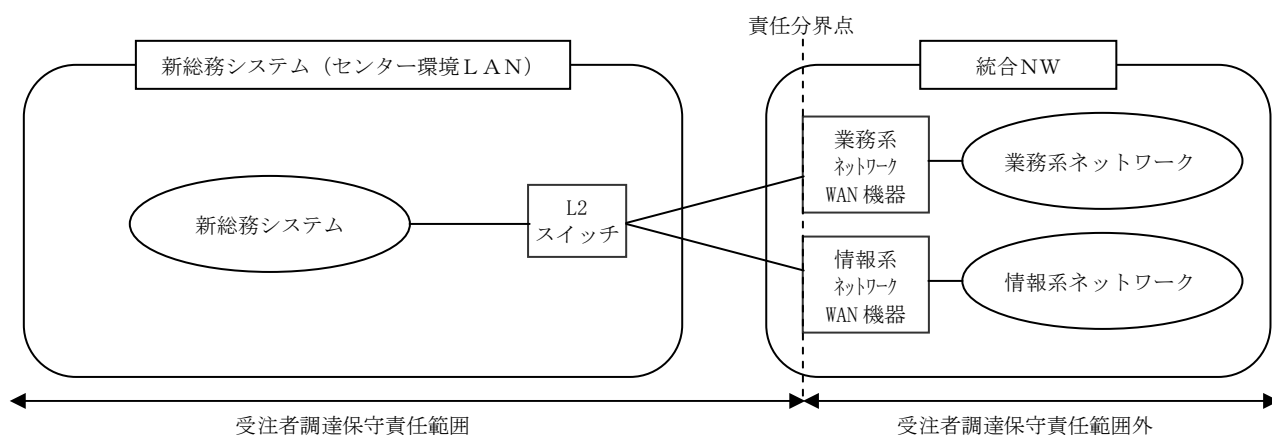 責任分界点
新総務システム（センター環境ＬＡＮ）
統合ＮＷ
新総務システム
L2
スイッチ
業務系
ﾈｯﾄﾜｰｸ
WAN 機器
業務系ネットワーク
情報系
ﾈｯﾄﾜｰｸ
WAN 機器
情報系ネットワーク
受注者調達保守責任範囲
受注者調達保守責任範囲外